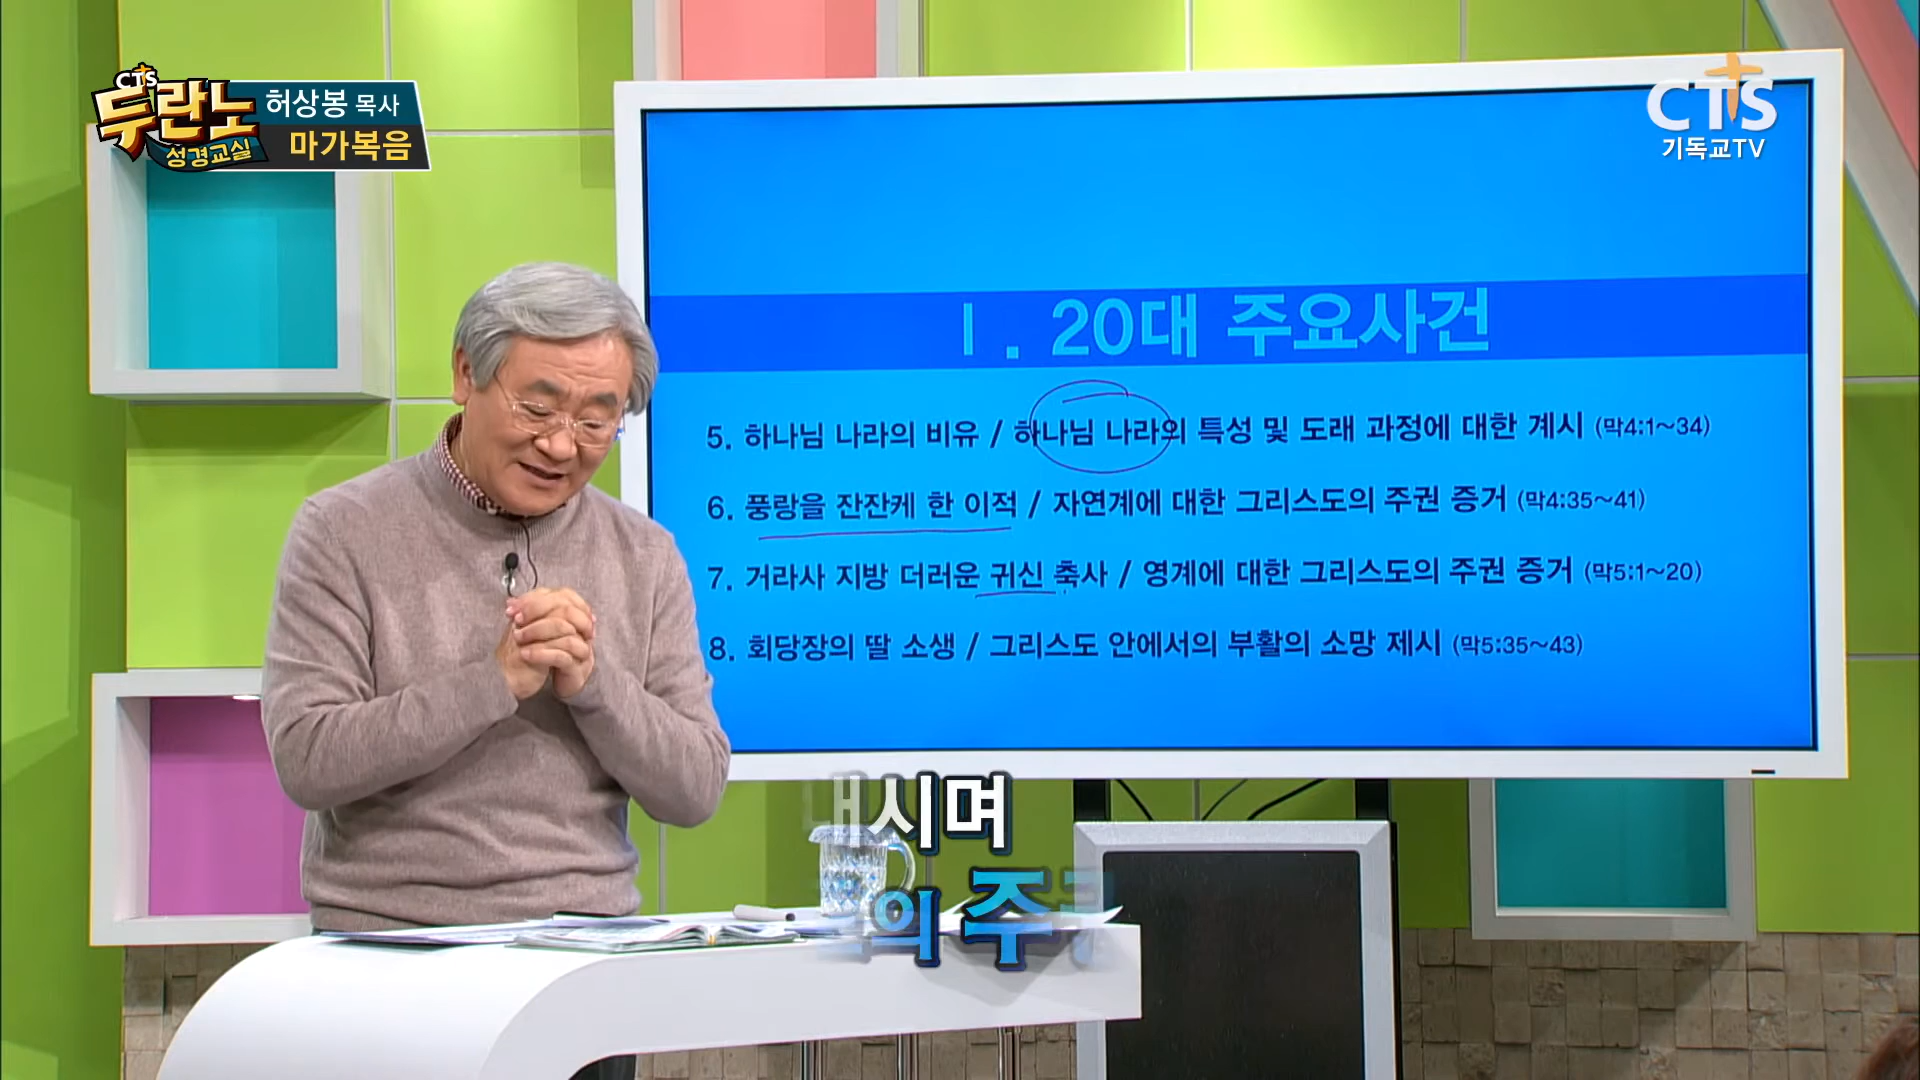 CTS
두란노
성경교실
허상봉 목사
마가복음
CTS
기독교TV
Ⅰ. 20대 주요사건
5. 하나님 나라의 비유 / 하나님 나라의 특성 및 도래 과정에 대한 계시 (막4:1~34)
6. 풍랑을 잔잔케 한 이적 / 자연계에 대한 그리스도의 주권 증거 (막4:35~41)
7. 거라사 지방 더러운 귀신 축사 / 영계에 대한 그리스도의 주권 증거 (막5:1~20)
8. 회당장의 딸 소생 / 그리스도 안에서의 부활의 소망 제시 (막5:35~43)
시며
의 주